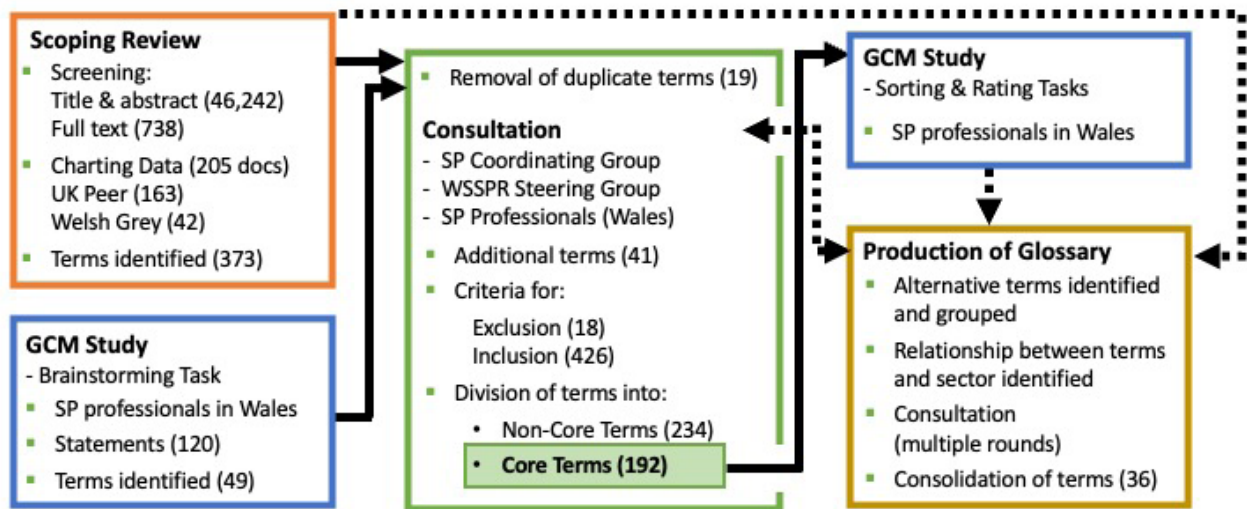 Scoping Review
▪ Screening:
Title & abstract (46,242)
Full text (738)
▪ Charting Data (205 docs)
UK Peer (163)
Welsh Grey (42)
▪ Terms identified (373)
GCM Study
- Brainstorming Task
▪ SP professionals in Wales
▪ Statements (120)
▪ Terms identified (49)
▪ Removal of duplicate terms (19)
Consultation
- SP Coordinating Group
- WSSPR Steering Group
- SP Professionals (Wales)
▪ Additional terms (41)
▪ Criteria for:
Exclusion (18)
Inclusion (426)
▪ Division of terms into:
• Non-Core Terms (234)
• Core Terms (192)
GCM Study
- Sorting & Rating Tasks
▪ SP professionals in Wales
Production of Glossary
▪ Alternative terms identified
and grouped
▪ Relationship between terms
and sector identified
▪ Consultation
(multiple rounds)
▪ Consolidation of terms (36)